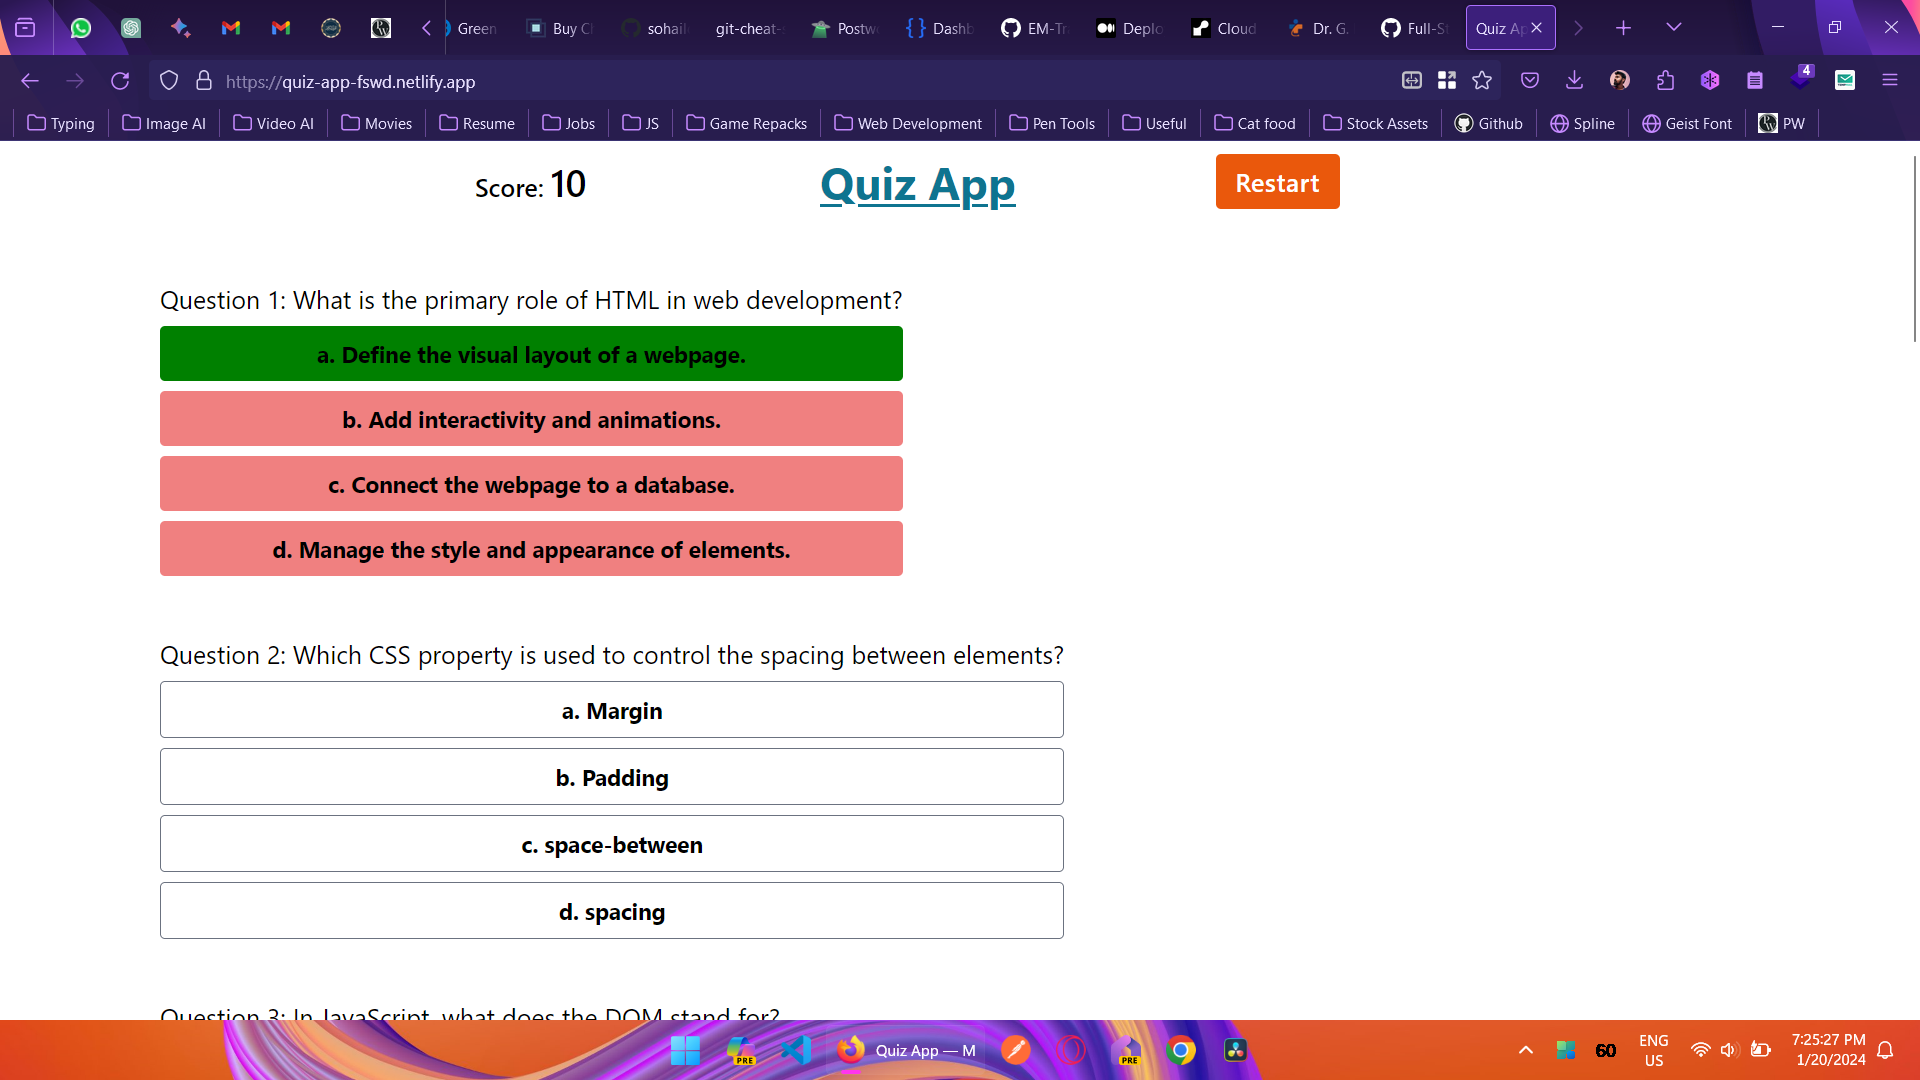 Green
Buy C
sohail
git-cheat-
Postw
Dashb
EM-Tr
Deplo
Cloud
Dr. G.
Full-S
Quiz Ap
https://quiz-app-fswd.netlify.app
4
Typing
Image AI
Video AI
Movies
Resume
Jobs
JS
Game Repacks
Web Development
Pen Tools
Useful
Cat food
Stock Assets
Github
Spline
Geist Font
PW
Score: 10
Quiz App
Restart
Question 1: What is the primary role of HTML in web development?
a. Define the visual layout of a webpage.
b. Add interactivity and animations.
c. Connect the webpage to a database.
d. Manage the style and appearance of elements.
Question 2: Which CSS property is used to control the spacing between elements?
a. Margin
b. Padding
c. space-between
d. spacing
Question 3: In JavaScript, what does the DOM stand for?
PRE
Quiz App — M
PRE
60
ENG
US
7:25:27 PM
1/20/2024